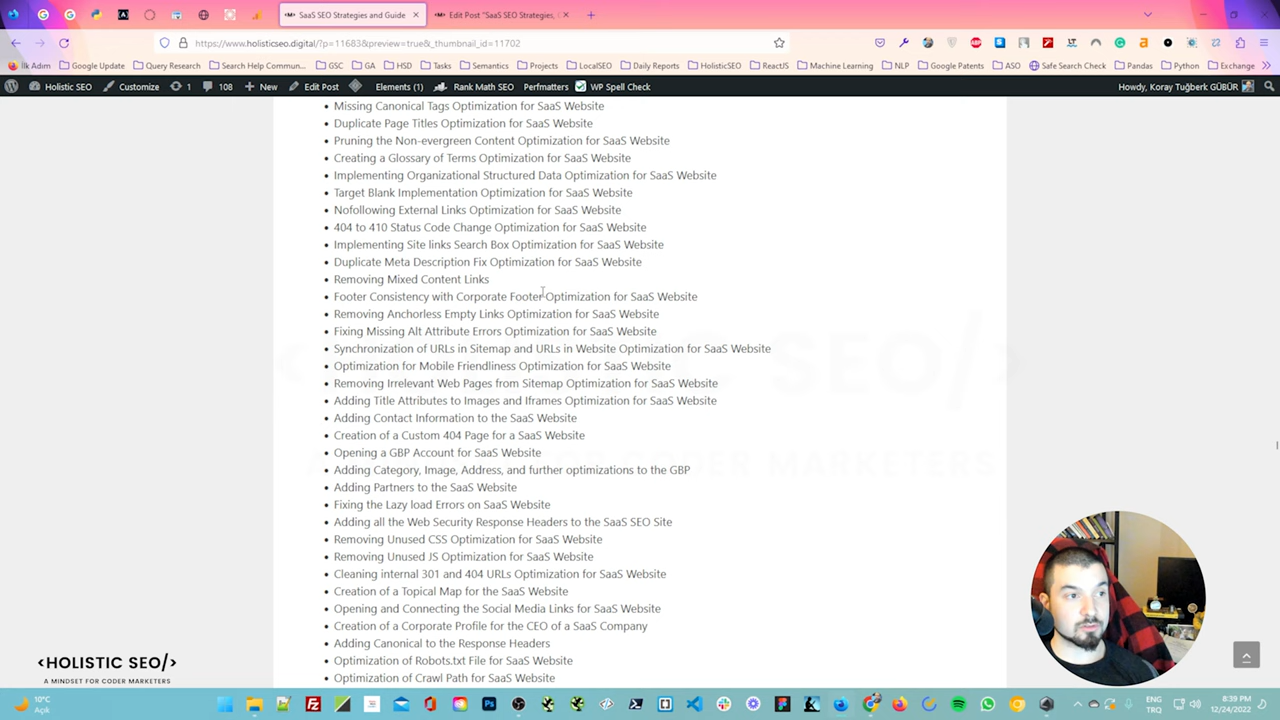 SaaS SEO Strategies and Guide
Edit Post "SaaS SEO Strategies,
https://www.holisticseo.digital/?p=11683&preview=true&_thumbnail_id=11702
İlk Adım
Google Update
Query Research
Search Help Commun...
GSC
GA
HSD
Tasks
Semantics
Projects
LocalSEO
Daily Reports
HolisticSEO
ReactJS
Machine Learning
NLP
Google Patents
ASO
Safe Search Check
Pandas
Python
Exchange
Holistic SEO
Customize
1
108
New
Edit Post
Elements (1)
Rank Math SEO
Perfmatters
WP Spell Check
Howdy, Koray Tuğberk GÜBÜR
Missing Canonical Tags Optimization for SaaS Website
Duplicate Page Titles Optimization for SaaS Website
Pruning the Non-evergreen Content Optimization for SaaS Website
Creating a Glossary of Terms Optimization for SaaS Website
Implementing Organizational Structured Data Optimization for SaaS Website
Target Blank Implementation Optimization for SaaS Website
Nofollowing External Links Optimization for SaaS Website
404 to 410 Status Code Change Optimization for SaaS Website
Implementing Site links Search Box Optimization for SaaS Website
Duplicate Meta Description Fix Optimization for SaaS Website
Removing Mixed Content Links
Footer Consistency with Corporate Footer Optimization for SaaS Website
Removing Anchorless Empty Links Optimization for SaaS Website
Fixing Missing Alt Attribute Errors Optimization for SaaS Website
Synchronization of URLs in Sitemap and URLs in Website Optimization for SaaS Website
Optimization for Mobile Friendliness Optimization for SaaS Website
Removing Irrelevant Web Pages from Sitemap Optimization for SaaS Website
Adding Title Attributes to Images and Iframes Optimization for SaaS Website
Adding Contact Information to the SaaS Website
Creation of a Custom 404 Page for a SaaS Website
Opening a GBP Account for SaaS Website
Adding Category, Image, Address, and further optimizations to the GBP
Adding Partners to the SaaS Website
Fixing the Lazy load Errors on SaaS Website
Adding all the Web Security Response Headers to the SaaS SEO Site
Removing Unused CSS Optimization for SaaS Website
Removing Unused JS Optimization for SaaS Website
Cleaning internal 301 and 404 URLs Optimization for SaaS Website
Creation of a Topical Map for the SaaS Website
Opening and Connecting the Social Media Links for SaaS Website
Creation of a Corporate Profile for the CEO of a SaaS Company
Adding Canonical to the Response Headers
Optimization of Robots.txt File for SaaS Website
Optimization of Crawl Path for SaaS Website
<HOLISTIC SEO/>
A MINDSET FOR CODER MARKETERS
10°C
Açık
ENG
TRQ
8:39 PM
12/24/2022